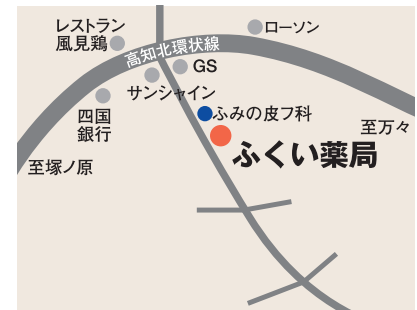 レストラン
風見鶏
ローソン
高知北環状線
GS
サンシャイン
四国
銀行
ふみの皮フ科
至万々
ふくい薬局
至塚ノ原